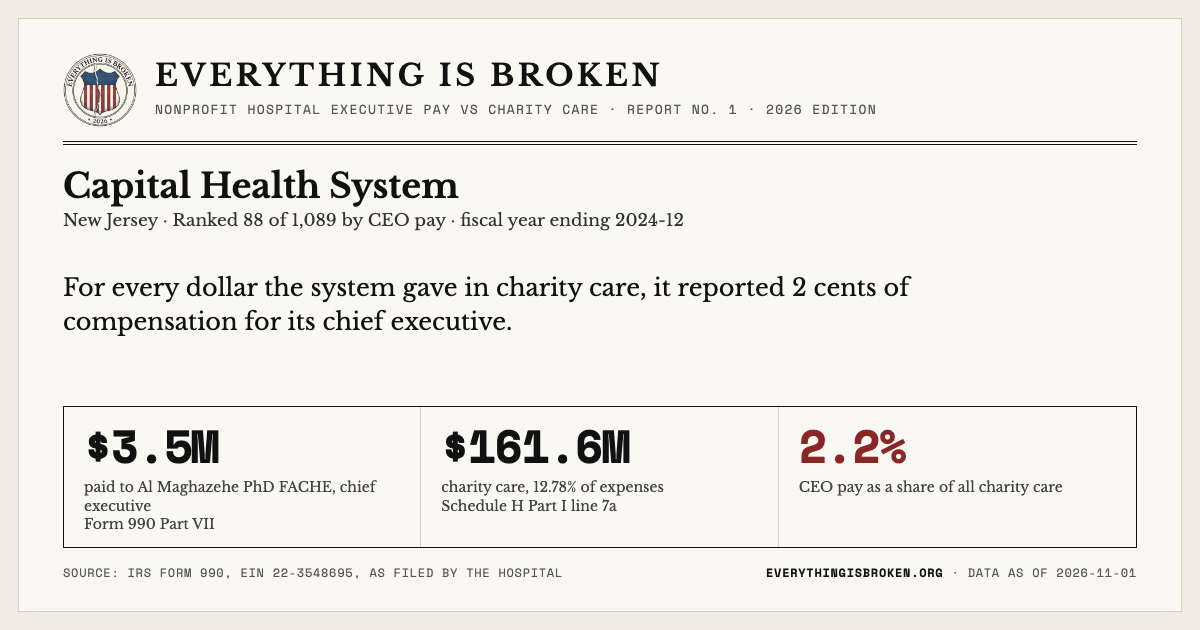 EVERYTHING IS BROKEN
· 2026 ·
EVERYTHING IS BROKEN
NONPROFIT HOSPITAL EXECUTIVE PAY VS CHARITY CARE · REPORT NO. 1 · 2026 EDITION
Capital Health System
New Jersey · Ranked 88 of 1,089 by CEO pay · fiscal year ending 2024-12
For every dollar the system gave in charity care, it reported 2 cents of
compensation for its chief executive.
$3.5M
paid to Al Maghazehe PhD FACHE, chief
executive
Form 990 Part VII
$161.6M
charity care, 12.78% of expenses
Schedule H Part I line 7a
2.2%
CEO pay as a share of all charity care
SOURCE: IRS FORM 990, EIN 22-3548695, AS FILED BY THE HOSPITAL
EVERYTHINGISBROKEN.ORG · DATA AS OF 2026-11-01